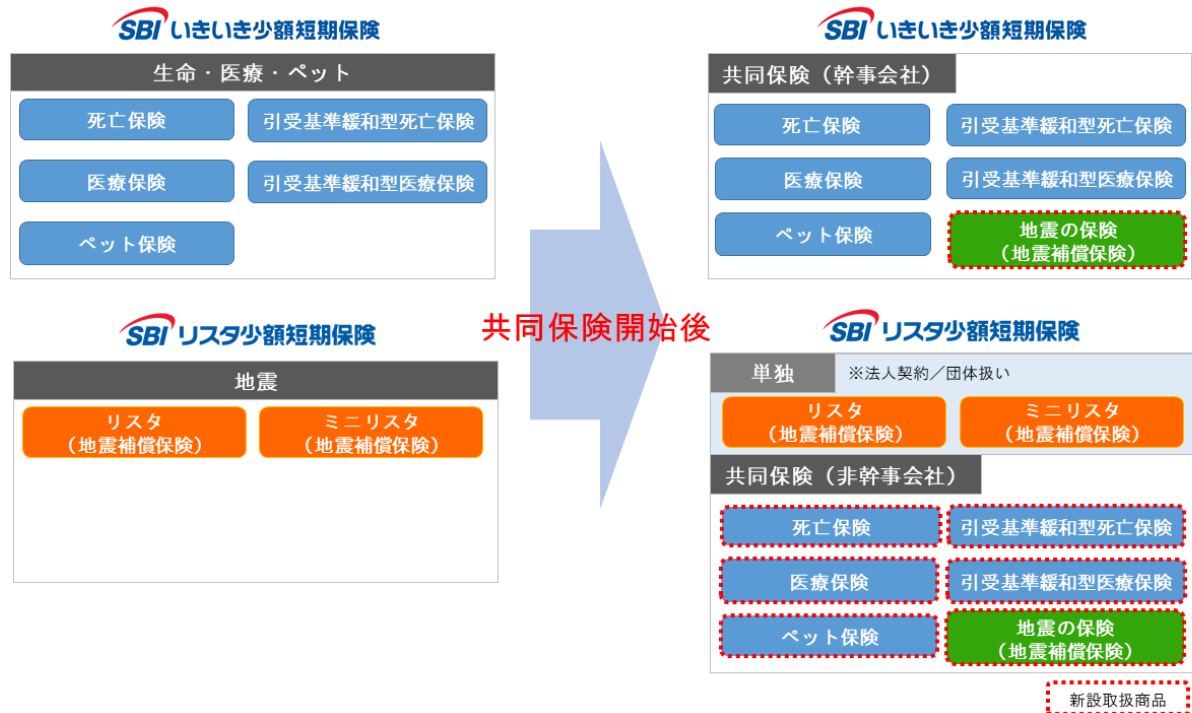 SBI いきいき少額短期保険
生命・医療・ペット
死亡保険
引受基準緩和型死亡保険
医療保険
引受基準緩和型医療保険
ペット保険
SBI リスタ少額短期保険
地震
リスタ
(地震補償保険)
ミニリスタ
(地震補償保険)
共同保険開始後
SBI いきいき少額短期保険
共同保険（幹事会社）
死亡保険
引受基準緩和型死亡保険
医療保険
引受基準緩和型医療保険
ペット保険
地震の保険
(地震補償保険)
SBI リスタ少額短期保険
単独
※法人契約／団体扱い
リスタ
(地震補償保険)
ミニリスタ
(地震補償保険)
共同保険（非幹事会社）
死亡保険
引受基準緩和型死亡保険
医療保険
引受基準緩和型医療保険
ペット保険
地震の保険
(地震補償保険)
新設取扱商品